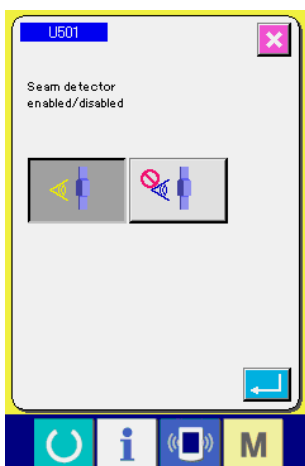 U501
Seam detector
enabled/disabled
i
M